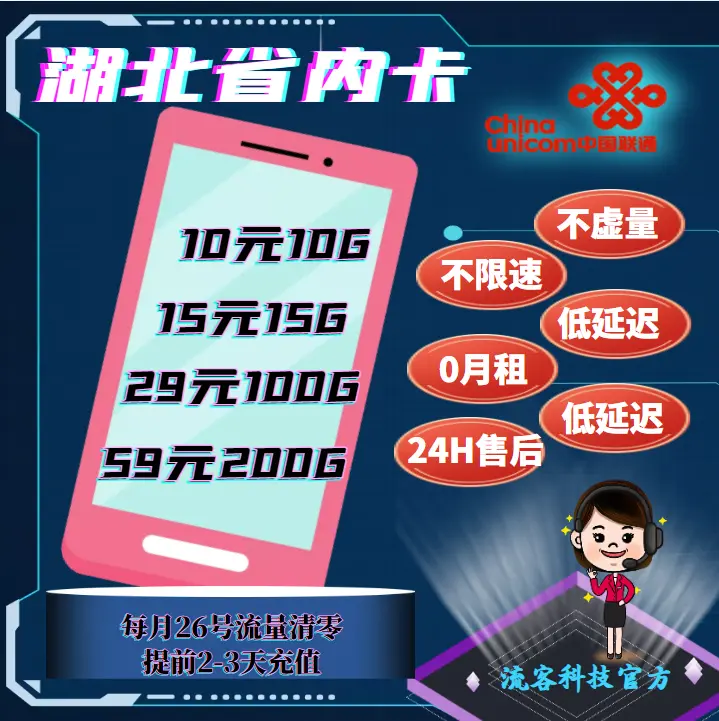 湖北省内卡
China
unicom中国联通
10元10G
15元15G
29元100G
59元200G
不虚量
不限速
低延迟
0月租
低延迟
24H售后
每月26号流量清零
提前2-3天充值
流客科技官方